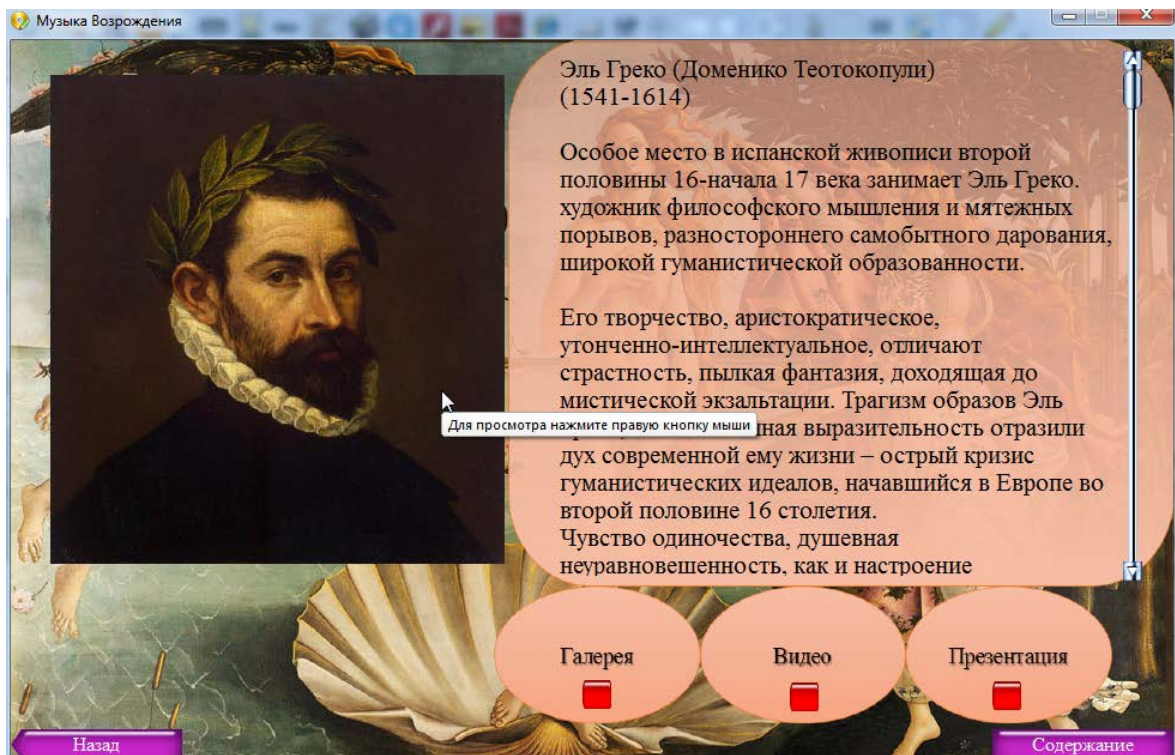 Музыка Возрождения
Эль Греко (Доменико Теотокопули)
(1541-1614)
Особое место в испанской живописи второй
половины 16-начала 17 века занимает Эль Греко.
художник философского мышления и мятежных
порывов, разностороннего самобытного дарования,
широкой гуманистической образованности.
Его творчество, аристократическое,
утонченно-интеллектуальное, отличают
страстность, пылкая фантазия, доходящая до
мистической экзальтации. Трагизм образов Эль
Для просмотра нажмите правую кнопку мыши
выразительность отразили
дух современной ему жизни – острый кризис
гуманистических идеалов, начавшийся в Европе во
второй половине 16 столетия.
Чувство одиночества, душевная
неуравновешенность, как и настроение
Галерея
Видео
Презентация
Назад
Содержание